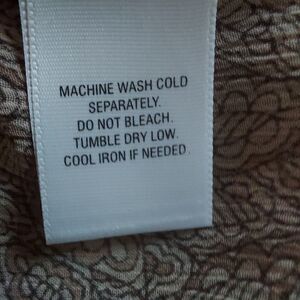 MACHINE WASH COLD
SEPARATELY.
DO NOT BLEACH.
TUMBLE DRY LOW.
COOL IRON IF NEEDED.